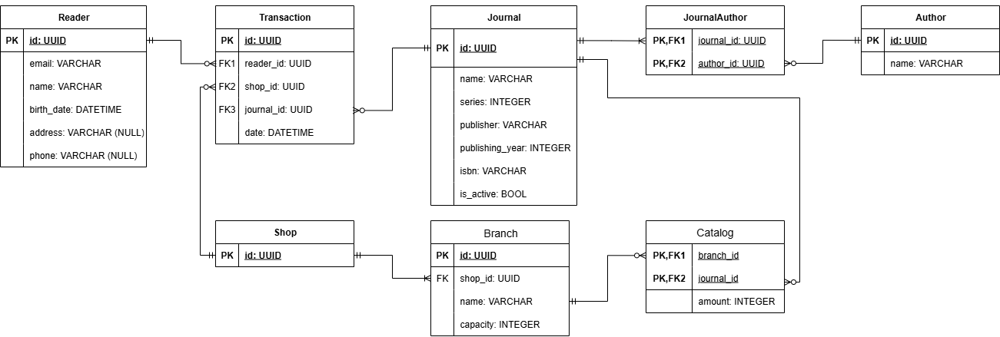 Reader
PK id: UUID
email: VARCHAR
name: VARCHAR
birth_date: DATETIME
address: VARCHAR (NULL)
phone: VARCHAR (NULL)
Transaction
PK id: UUID
FK1 reader_id: UUID
FK2 shop_id: UUID
FK3 journal_id: UUID
date: DATETIME
Journal
PK id: UUID
name: VARCHAR
series: INTEGER
publisher: VARCHAR
publishing_year: INTEGER
isbn: VARCHAR
is_active: BOOL
JournalAuthor
PK,FK1 journal_id: UUID
PK,FK2 author_id: UUID
Author
PK id: UUID
name: VARCHAR
Shop
PK id: UUID
Branch
PK id: UUID
FK shop_id: UUID
name: VARCHAR
capacity: INTEGER
Catalog
PK,FK1 branch_id
PK,FK2 journal_id
amount: INTEGER